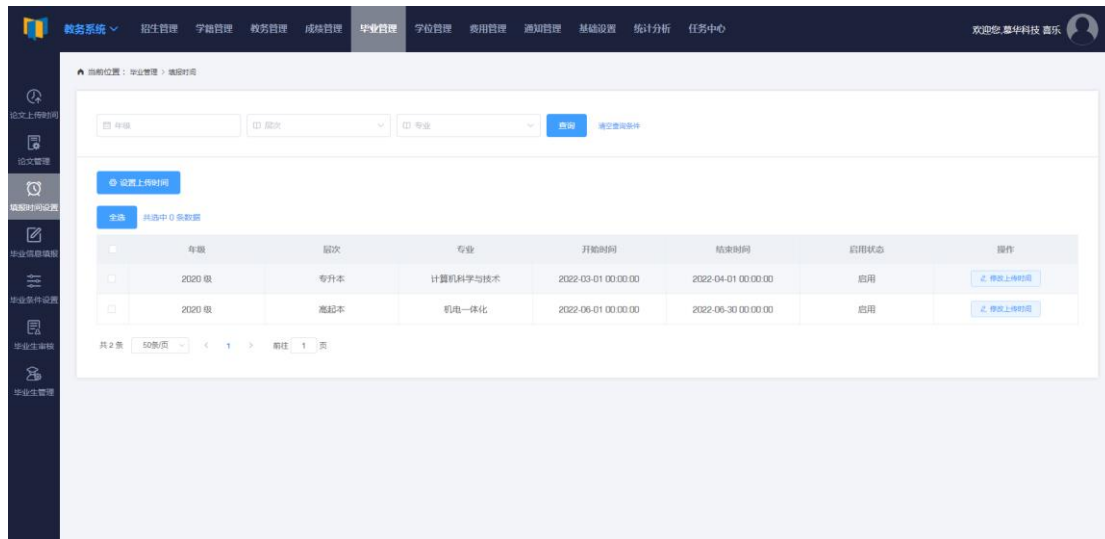 教务系统 招生管理 学籍管理 教务管理 成绩管理 毕业管理 学位管理 费用管理 通知管理 基础设置 统计分析 任务中心 欢迎您,慕华科技 喜乐
当前位置： 毕业管理 > 填报时间
论文上传时间
论文管理
填报时间设置
毕业信息填报
毕业条件设置
毕业生审核
毕业生管理
年级 层次 专业 查询 清空查询条件
设置上传时间
全选 共选中 0 条数据
年级 层次 专业 开始时间 结束时间 启用状态 操作
2020 级 专升本 计算机科学与技术 2022-03-01 00:00:00 2022-04-01 00:00:00 启用 修改上传时间
2020 级 高起本 机电一体化 2022-06-01 00:00:00 2022-06-30 00:00:00 启用 修改上传时间
共 2 条 50条/页 < 1 > 前往 1 页